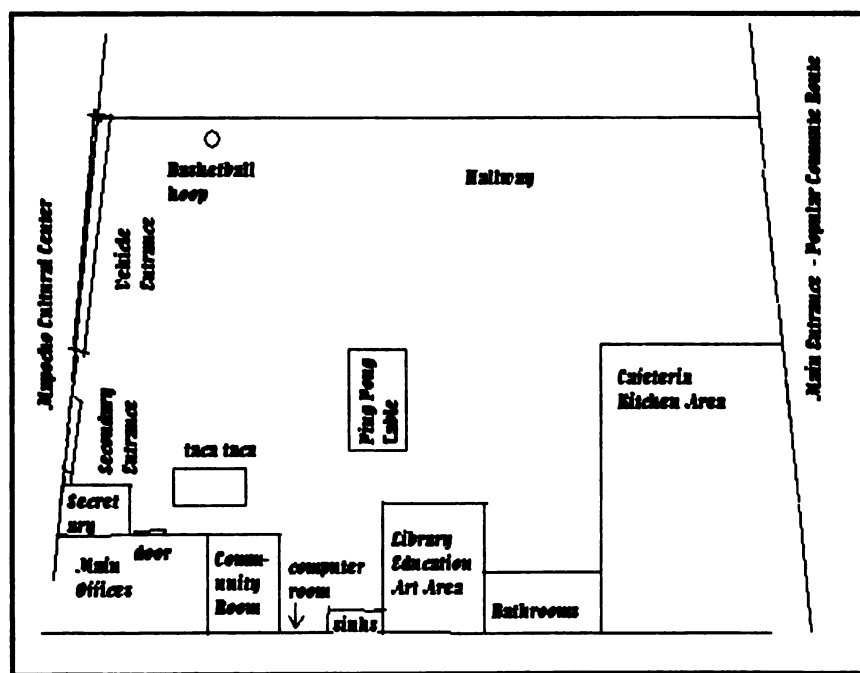 Basketball
hoop
Hallway
Mapocho Cultural Center
Vehicle
Entrance
Main Entrance - Popular Commute Route
Ping Pong
Table
Cafeteria
Kitchen Area
Secondary
Entrance
taca taca
Secret
ary
door
Main
Offices
Comm-
unity
Room
computer
room
sinks
Library
Education
Art Area
Bathrooms